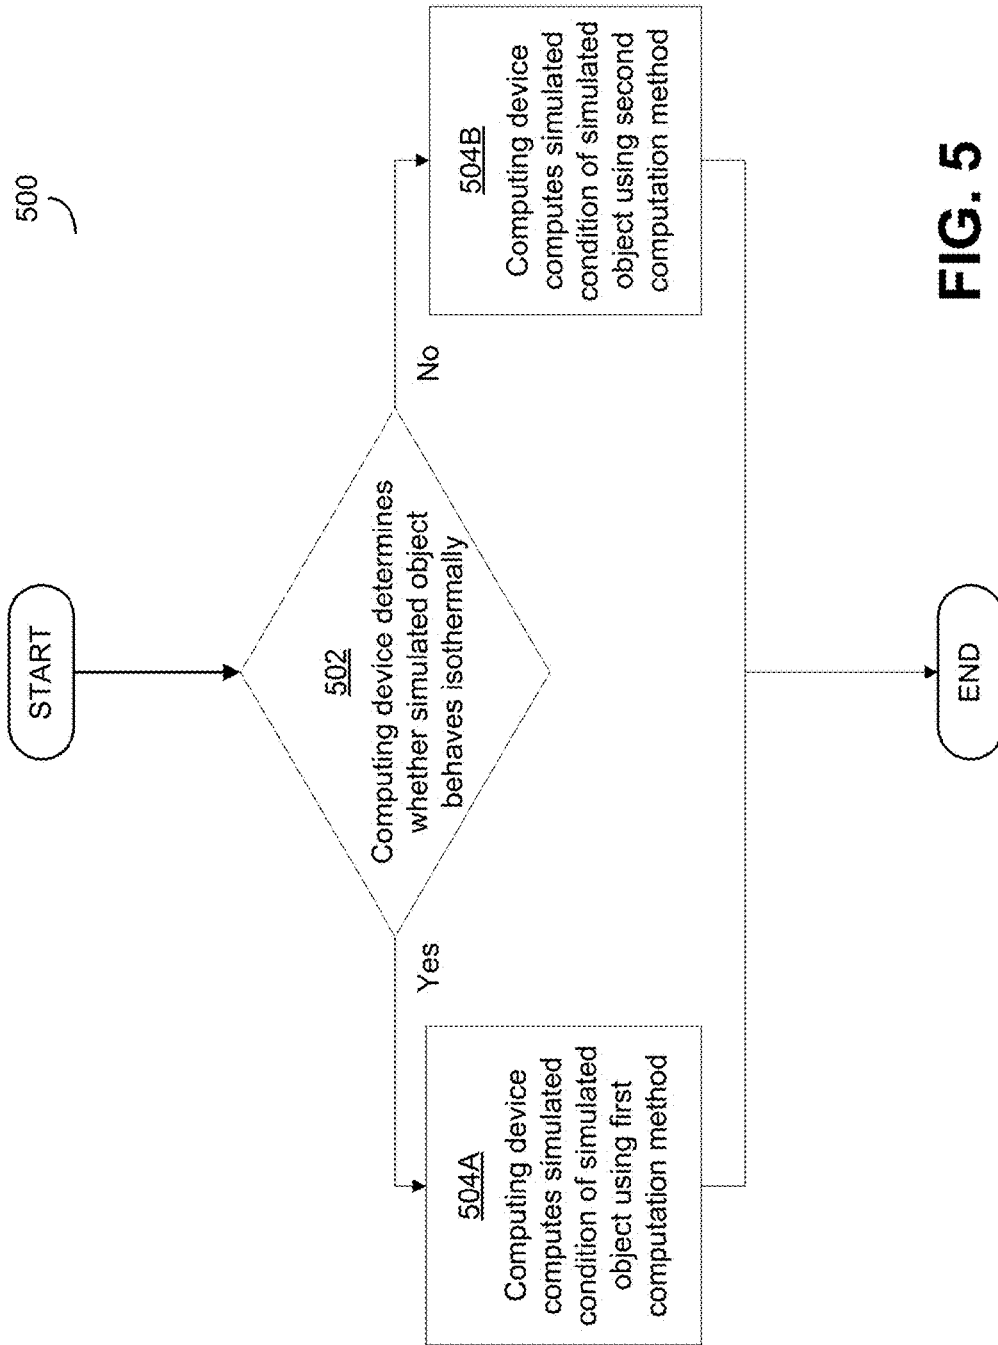 500
START
502
Computing device determines
whether simulated object
behaves isothermally
Yes
No
504A
Computing device
computes simulated
condition of simulated
object using first
computation method
504B
Computing device
computes simulated
condition of simulated
object using second
computation method
END
FIG. 5